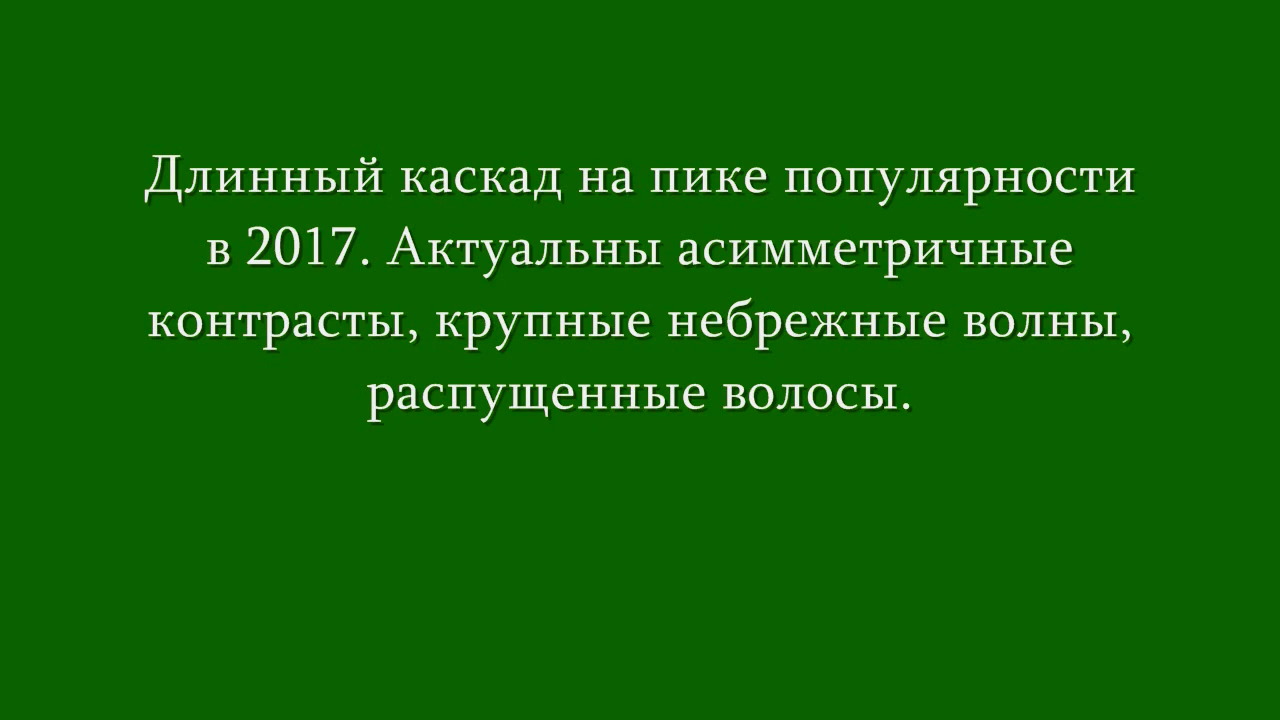 Длинный каскад на пике популярности
в 2017. Актуальны асимметричные
контрасты, крупные небрежные волны,
распущенные волосы.